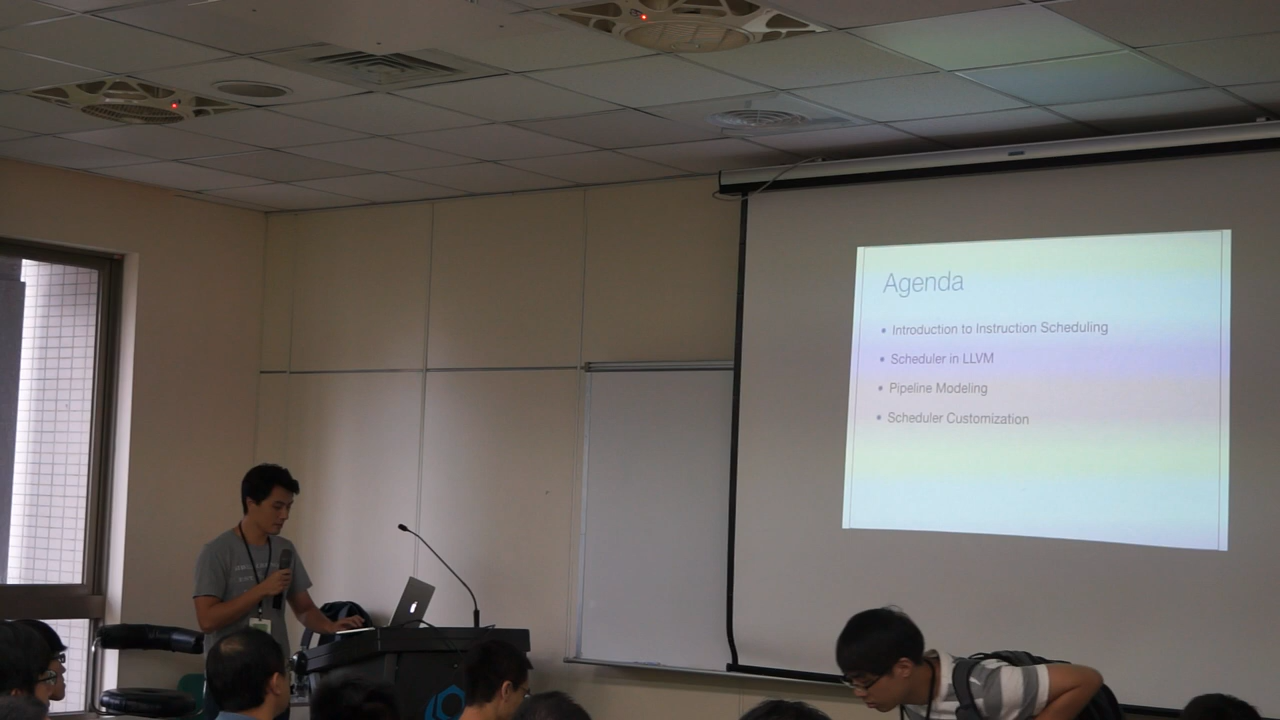 Agenda
• Introduction to Instruction Scheduling
• Scheduler in LLVM
• Pipeline Modeling
• Scheduler Customization